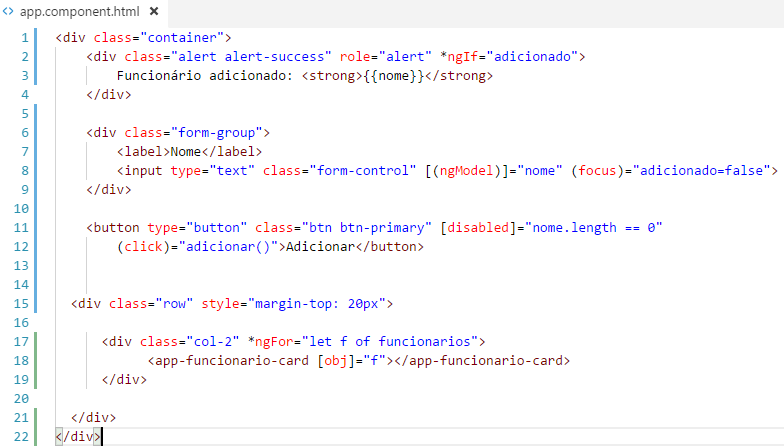 <> app.component.html ×
1 <div class="container">
2     <div class="alert alert-success" role="alert" *ngIf="adicionado">
3         Funcionário adicionado: <strong>{{nome}}</strong>
4     </div>
5
6     <div class="form-group">
7         <label>Nome</label>
8         <input type="text" class="form-control" [(ngModel)]="nome" (focus)="adicionado=false">
9     </div>
10
11     <button type="button" class="btn btn-primary" [disabled]="nome.length == 0"
12         (click)="adicionar()">Adicionar</button>
13
14
15   <div class="row" style="margin-top: 20px">
16
17       <div class="col-2" *ngFor="let f of funcionarios">
18             <app-funcionario-card [obj]="f"></app-funcionario-card>
19       </div>
20
21   </div>
22 </div>